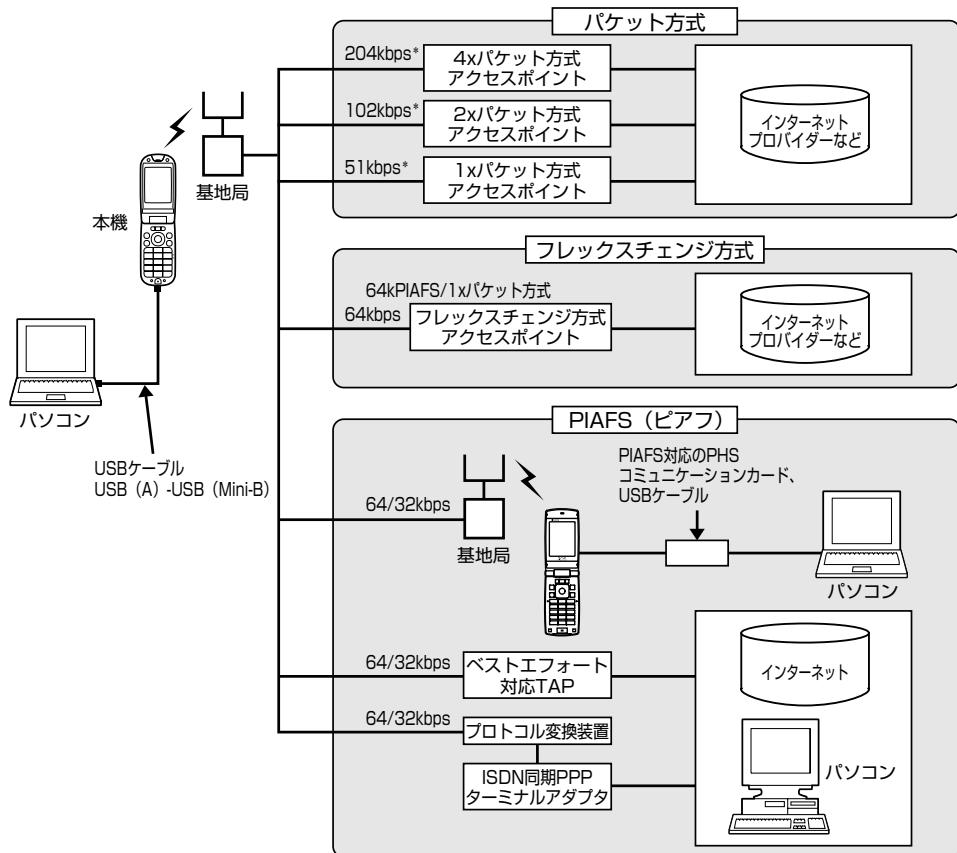 パケット方式
204kbps*
4xパケット方式
アクセスポイント
102kbps*
2xパケット方式
アクセスポイント
51kbps*
1xパケット方式
アクセスポイント
インターネット
プロバイダーなど
基地局
本機
パソコン
USBケーブル
USB（A）-USB（Mini-B）
フレックスチェンジ方式
64kPIAFS/1xパケット方式
64kbps
フレックスチェンジ方式
アクセスポイント
インターネット
プロバイダーなど
PIAFS（ピアフ）
64/32kbps
基地局
PIAFS対応のPHS
コミュニケーションカード、
USBケーブル
パソコン
64/32kbps
ベストエフォート
対応TAP
インターネット
64/32kbps
プロトコル変換装置
ISDN同期PPP
ターミナルアダプタ
パソコン